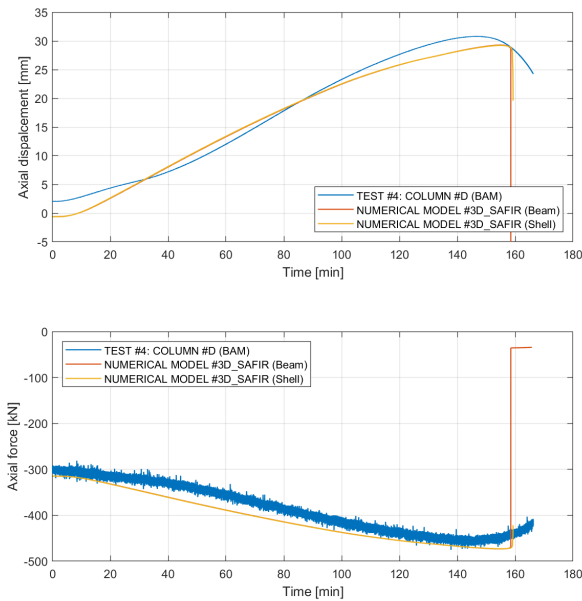 35
30
25
20
15
10
5
0
-5
Axial dispalcement [mm]
TEST #4: COLUMN #D (BAM)
NUMERICAL MODEL #3D_SAFIR (Beam)
NUMERICAL MODEL #3D_SAFIR (Shell)
0 20 40 60 80 100 120 140 160 180
Time [min]
0
-100
-200
-300
-400
-500
Axial force [kN]
TEST #4: COLUMN #D (BAM)
NUMERICAL MODEL #3D_SAFIR (Beam)
NUMERICAL MODEL #3D_SAFIR (Shell)
0 20 40 60 80 100 120 140 160 180
Time [min]